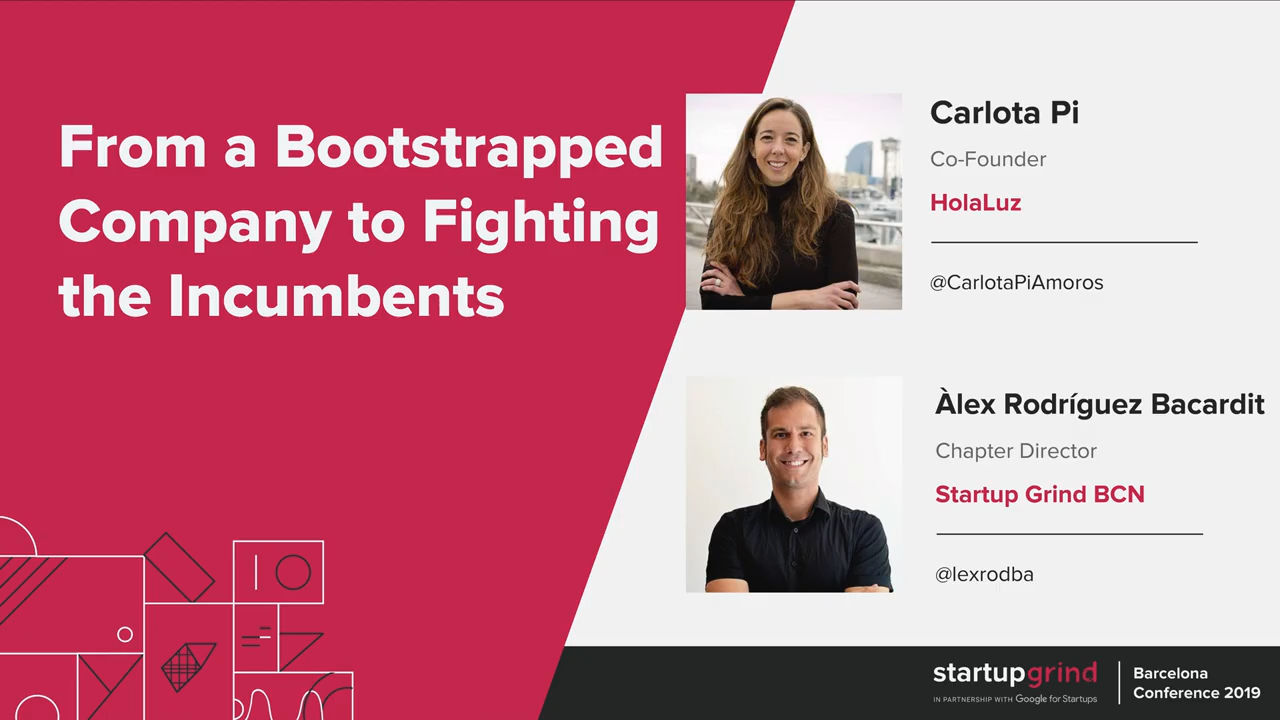 From a Bootstrapped
Company to Fighting
the Incumbents
Carlota Pi
Co-Founder
HolaLuz
@CarlotaPiAmoros
Àlex Rodríguez Bacardit
Chapter Director
Startup Grind BCN
@lexrodba
startupgrind
IN PARTNERSHIP WITH Google for Startups
Barcelona
Conference 2019